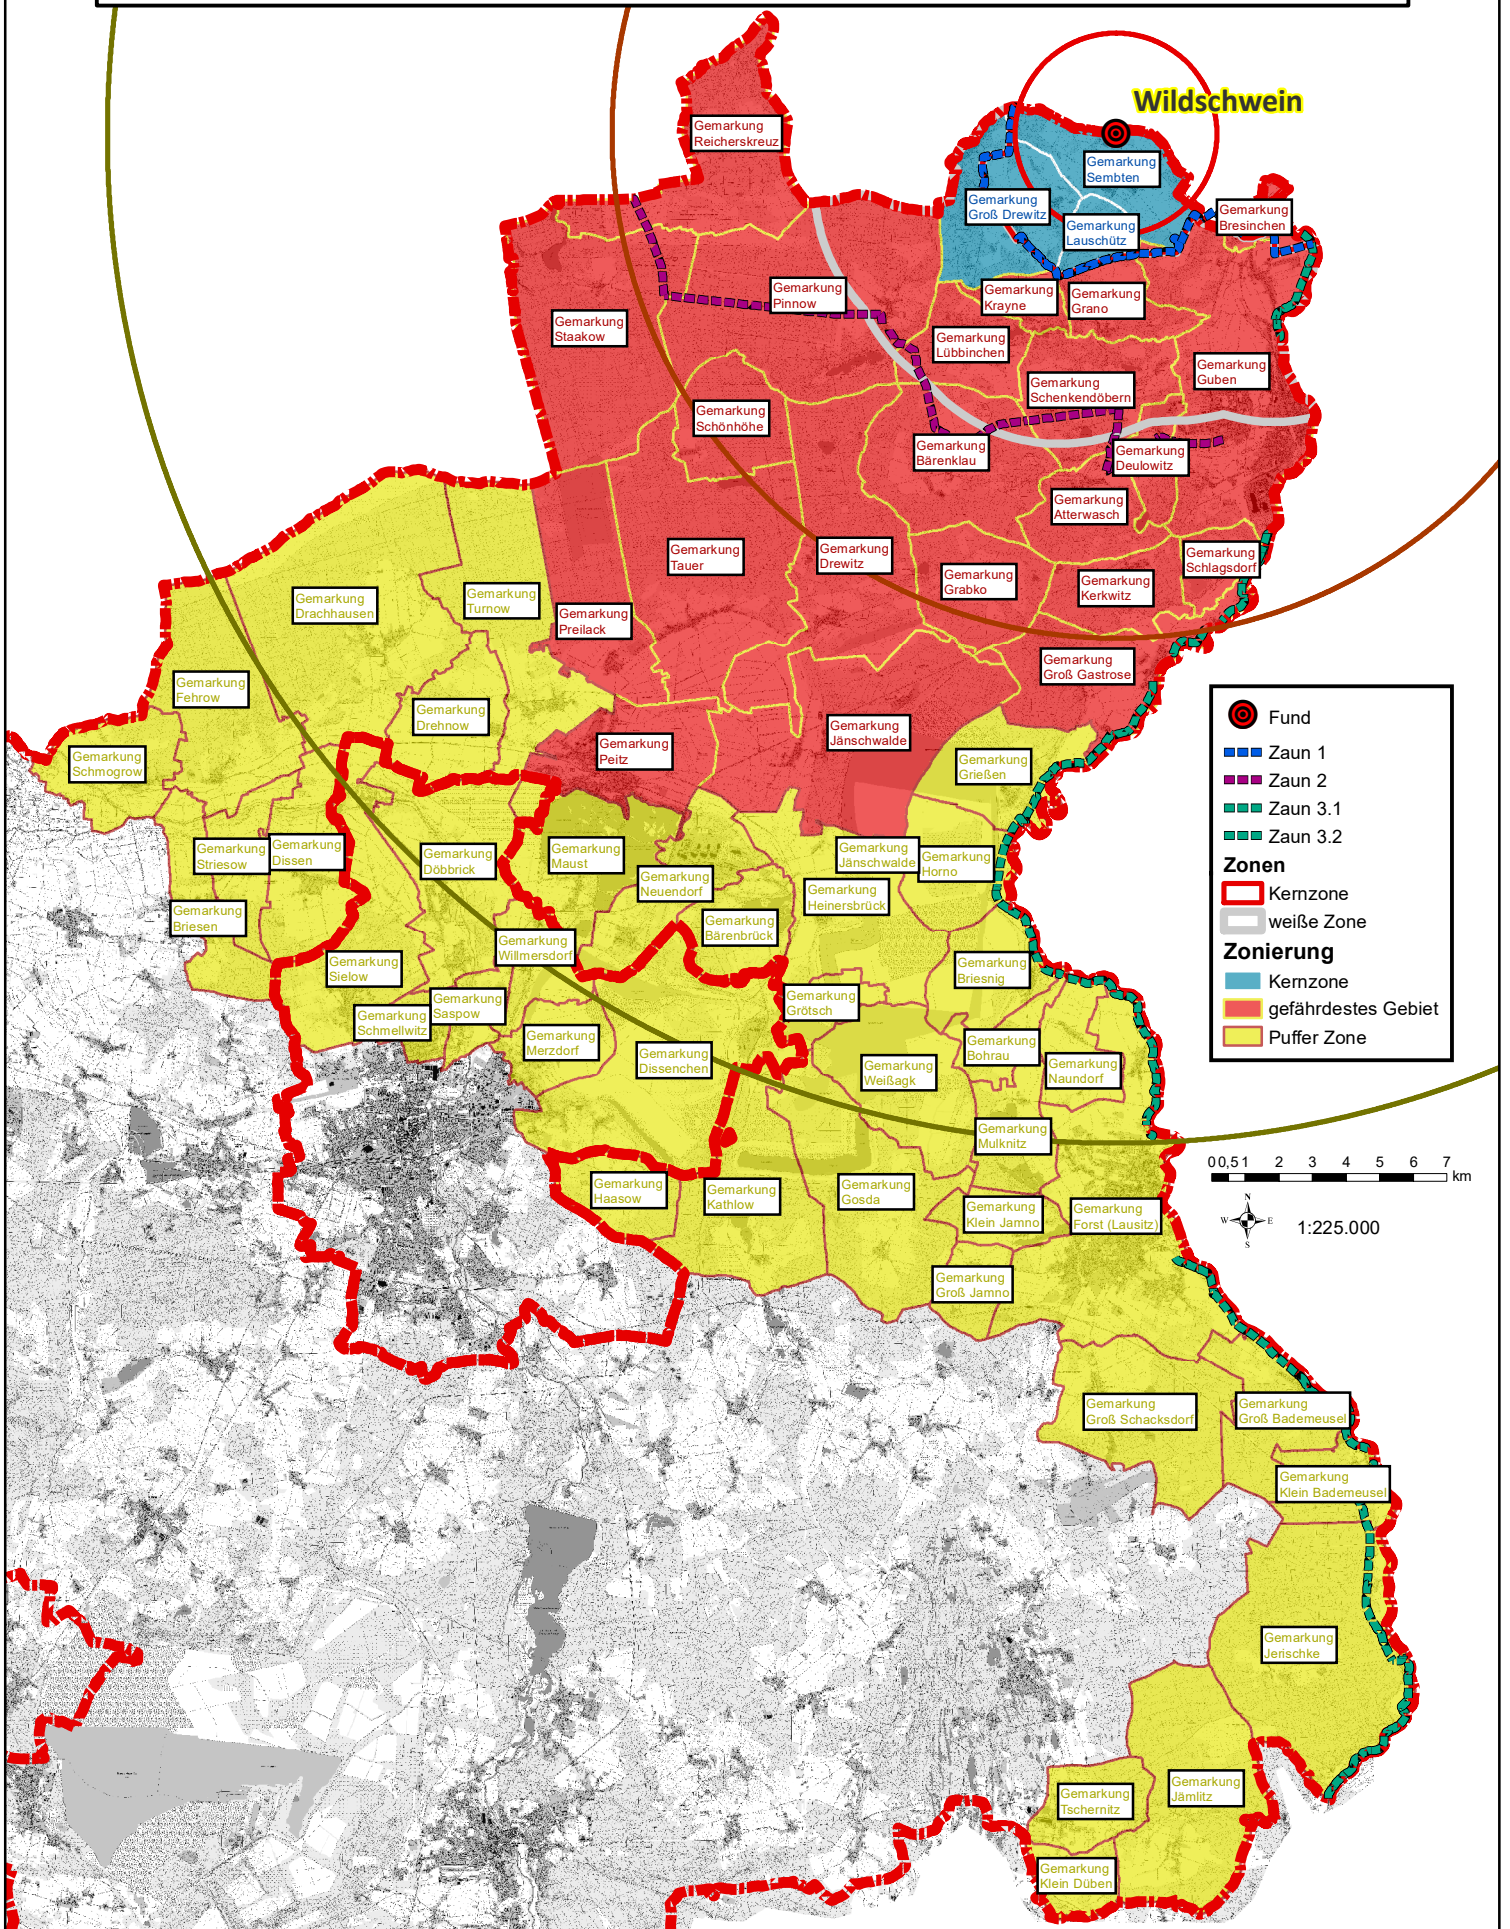 Wildschwein
Gemarkung
Reicherskreuz
Gemarkung
Sembten
Gemarkung
Groß Drewitz
Gemarkung
Lauschütz
Gemarkung
Bresinchen
Gemarkung
Pinnow
Gemarkung
Krayne
Gemarkung
Grano
Gemarkung
Staakow
Gemarkung
Lübbinchen
Gemarkung
Guben
Gemarkung
Schenkendöbern
Gemarkung
Schönhöhe
Gemarkung
Bärenklau
Gemarkung
Deulowitz
Gemarkung
Atterwasch
Gemarkung
Tauer
Gemarkung
Drewitz
Gemarkung
Schlagsdorf
Gemarkung
Grabko
Gemarkung
Kerkwitz
Gemarkung
Drachhausen
Gemarkung
Turnow
Gemarkung
Preilack
Gemarkung
Groß Gastrose
Gemarkung
Fehrow
Gemarkung
Drehnow
Gemarkung
Jänschwalde
Gemarkung
Peitz
Gemarkung
Grießen
Gemarkung
Schmogrow
Fund
Zaun 1
Zaun 2
Zaun 3.1
Zaun 3.2
Zonen
Kernzone
weiße Zone
Zonierung
Kernzone
gefährdestes Gebiet
Puffer Zone
Gemarkung
Striesow
Gemarkung
Dissen
Gemarkung
Döbbrick
Gemarkung
Maust
Gemarkung
Jänschwalde
Gemarkung
Horno
Gemarkung
Neuendorf
Gemarkung
Heinersbrück
Gemarkung
Briesen
Gemarkung
Bärenbrück
Gemarkung
Willmersdorf
Gemarkung
Sielow
Gemarkung
Briesnig
Gemarkung
Saspow
Gemarkung
Grötsch
Gemarkung
Schmellwitz
Gemarkung
Merzdorf
Gemarkung
Dissenchen
Gemarkung
Bohrau
Gemarkung
Weißagk
Gemarkung
Naundorf
Gemarkung
Mulknitz
0 0,5 1 2 3 4 5 6 7
km
N
W E
S
1:225.000
Gemarkung
Haasow
Gemarkung
Kathlow
Gemarkung
Gosda
Gemarkung
Klein Jamno
Gemarkung
Forst (Lausitz)
Gemarkung
Groß Jamno
Gemarkung
Groß Schacksdorf
Gemarkung
Groß Bademeusel
Gemarkung
Klein Bademeusel
Gemarkung
Jerischke
Gemarkung
Tschernitz
Gemarkung
Jämlitz
Gemarkung
Klein Düben